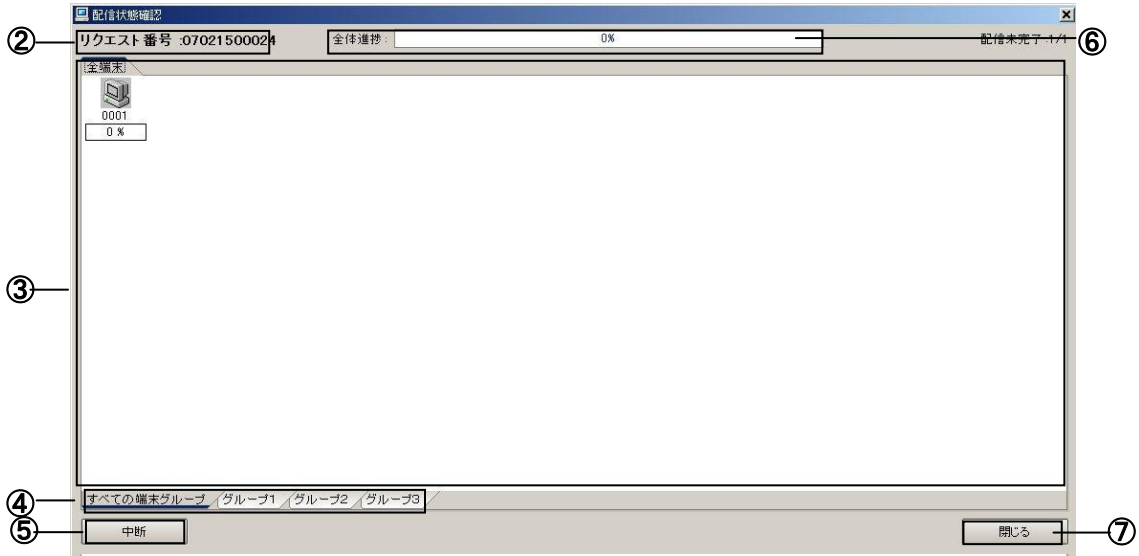 配信状態確認
② リクエスト番号 :07021500024 全体進捗: 0% 配信未完了:1/1 ⑥
全端末
0001
0 %
③
④ すべての端末グループ グループ1 グループ2 グループ3
⑤ 中断 閉じる ⑦